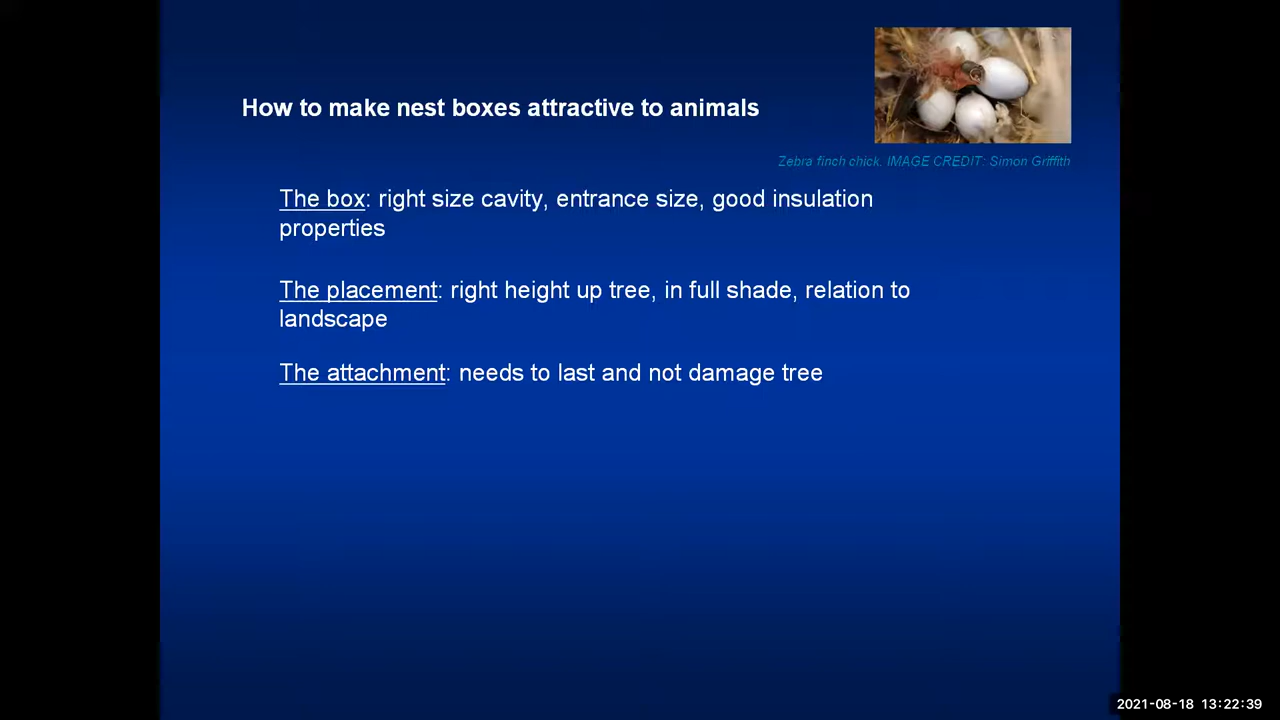 How to make nest boxes attractive to animals
Zebra finch chick. IMAGE CREDIT: Simon Griffith
The box: right size cavity, entrance size, good insulation
properties
The placement: right height up tree, in full shade, relation to
landscape
The attachment: needs to last and not damage tree
2021-08-18 13:22:39